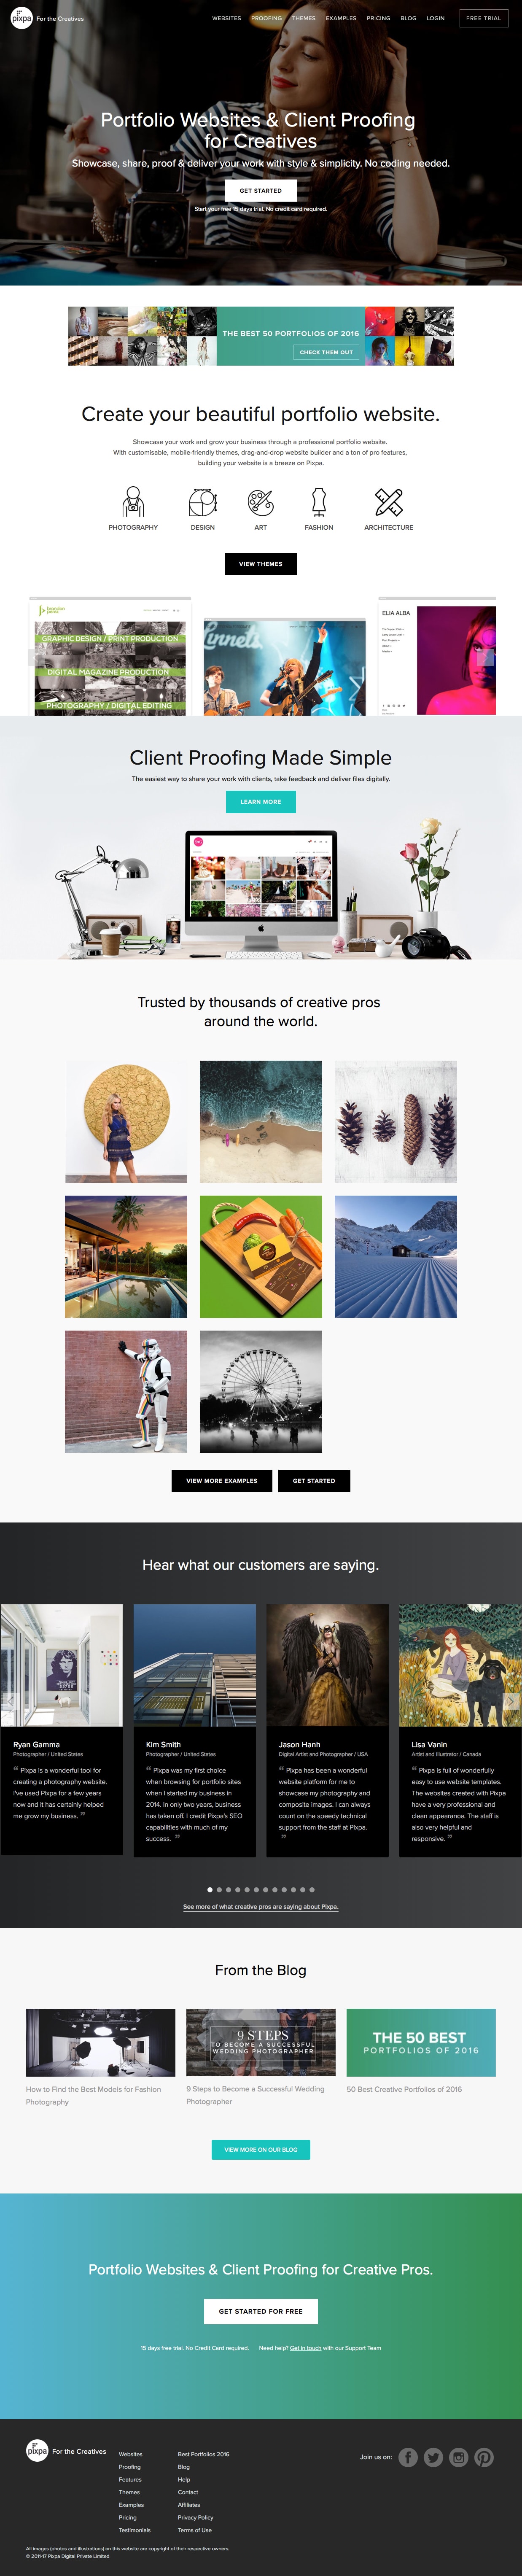 pixpa For the Creatives
WEBSITES PROOFING THEMES EXAMPLES PRICING BLOG LOGIN FREE TRIAL
Portfolio Websites & Client Proofing
for Creatives
Showcase, share, proof & deliver your work with style & simplicity. No coding needed.
GET STARTED
Start your free 15 days trial. No credit card required.
THE BEST 50 PORTFOLIOS OF 2016
CHECK THEM OUT
Create your beautiful portfolio website.
Showcase your work and grow your business through a professional portfolio website.
With customisable, mobile-friendly themes, drag-and-drop website builder and a ton of pro features,
building your website is a breeze on Pixpa.
PHOTOGRAPHY DESIGN ART FASHION ARCHITECTURE
VIEW THEMES
GRAPHIC DESIGN / PRINT PRODUCTION
DIGITAL MAGAZINE PRODUCTION
PHOTOGRAPHY / DIGITAL EDITING
ELIA ALBA
Client Proofing Made Simple
The easiest way to share your work with clients, take feedback and deliver files digitally.
LEARN MORE
Trusted by thousands of creative pros
around the world.
VIEW MORE EXAMPLES GET STARTED
Hear what our customers are saying.
Ryan Gamma
Photographer / United States
“ Pixpa is a wonderful tool for
creating a photography website.
I've used Pixpa for a few years
now and it has certainly helped
me grow my business. ”
Kim Smith
Photographer / United States
“ Pixpa was my first choice
when browsing for portfolio sites
when I started my business in
2014. In only two years, business
has taken off. I credit Pixpa's SEO
capabilities with much of my
success. ”
Jason Hanh
Digital Artist and Photographer / USA
“ Pixpa has been a wonderful
website platform for me to
showcase my photography and
composite images. I can always
court on the speedy technical
support from the staff at Pixpa.
”
Lisa Vanin
Artist and Illustrator / Canada
“ Pixpa is full of wonderfully
easy to use website templates.
The websites created with Pixpa
have a very professional and
clean appearance. The staff is
also very helpful and
responsive. ”
See more of what creative pros are saying about Pixpa.
From the Blog
9 STEPS
TO BECOME A SUCCESSFUL
WEDDING PHOTOGRAPHER
THE 50 BEST
PORTFOLIOS OF 2016
How to Find the Best Models for Fashion
Photography
9 Steps to Become a Successful Wedding
Photographer
50 Best Creative Portfolios of 2016
VIEW MORE ON OUR BLOG
Portfolio Websites & Client Proofing for Creative Pros.
GET STARTED FOR FREE
15 days free trial. No Credit Card required. Need help? Get in touch with our Support Team
pixpa For the Creatives
Websites
Proofing
Features
Themes
Examples
Pricing
Testimonials
Best Portfolios 2016
Blog
Help
Contact
Affiliates
Privacy Policy
Terms of Use
Join us on:
All images (photos and illustrations) on this website are copyright of their respective owners.
© 2011-17 Pixpa Digital Private Limited